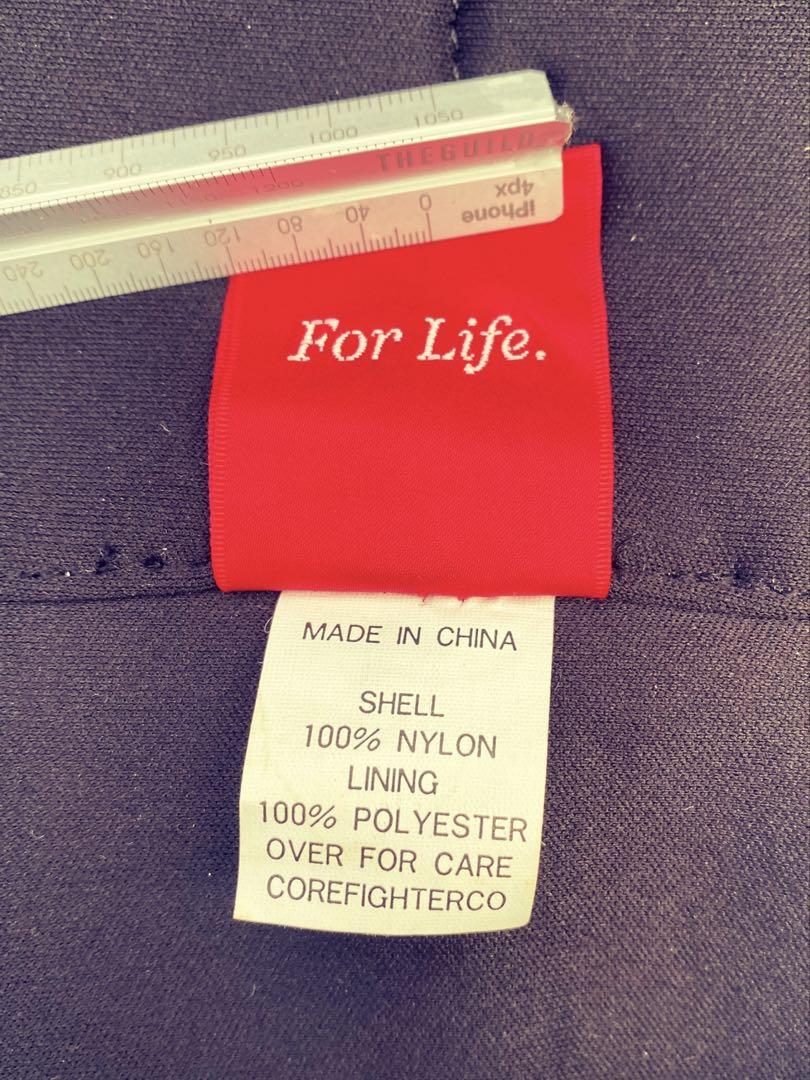 850 900 950 1000 1050
1200 THEGUILD
iPhone
4px
0 40 80 120 160 200 240
For Life.
MADE IN CHINA
SHELL
100% NYLON
LINING
100% POLYESTER
OVER FOR CARE
COREFIGHTERCO